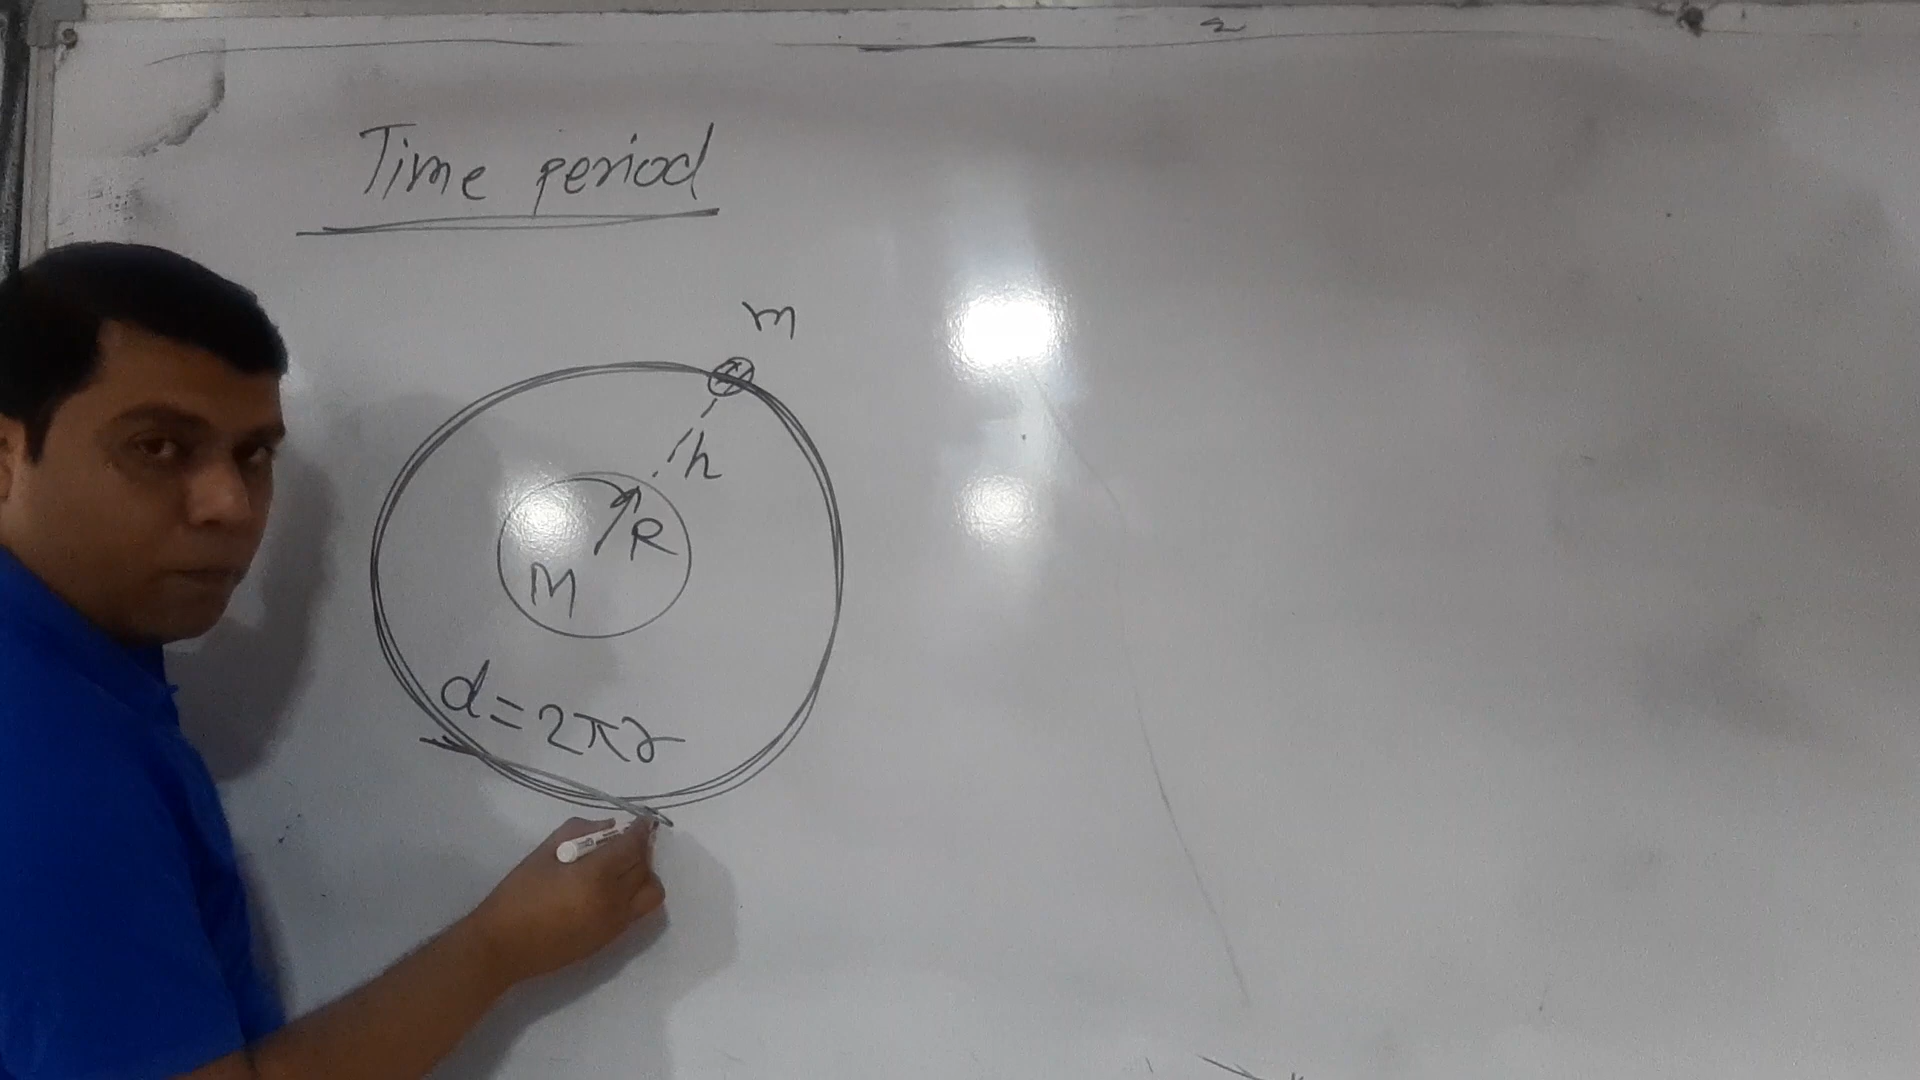 Time period
m
h
R
M
d = 2πr